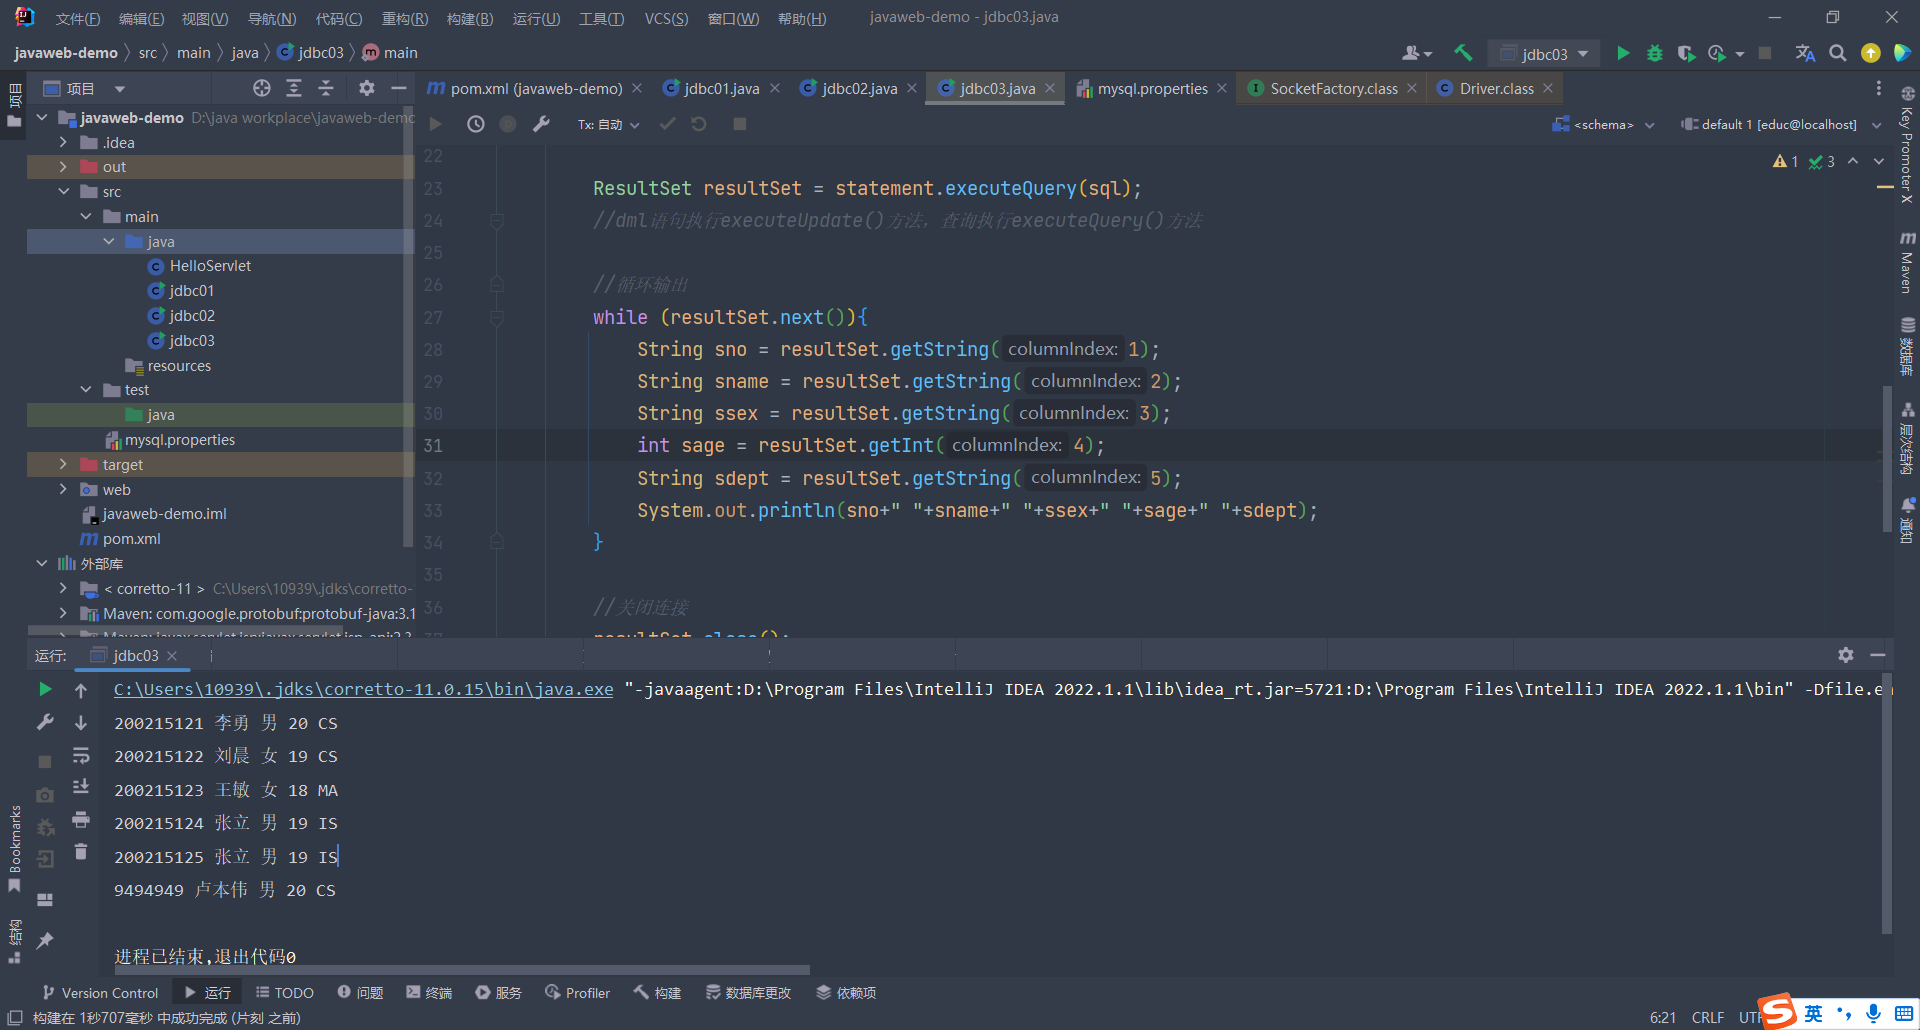 文件(F) 编辑(E) 视图(V) 导航(N) 代码(C) 重构(R) 构建(B) 运行(U) 工具(T) VCS(S) 窗口(W) 帮助(H) javaweb-demo - jdbc03.java
javaweb-demo src main java jdbc03 main
jdbc03
项目
pom.xml (javaweb-demo) jdbc01.java jdbc02.java jdbc03.java mysql.properties SocketFactory.class Driver.class
Tx: 自动 <schema> default 1 [educ@localhost]
项目
javaweb-demo D:\java workplace\javaweb-demo
.idea
out
src
main
java
HelloServlet
jdbc01
jdbc02
jdbc03
resources
test
java
mysql.properties
target
web
javaweb-demo.iml
pom.xml
外部库
< corretto-11 > C:\Users\10939\.jdks\corretto-
Maven: com.google.protobuf:protobuf-java:3.1
Maven: javax.servlet.jsp:javax.servlet.jsp-api:2.3
1 3
22
23 ResultSet resultSet = statement.executeQuery(sql);
24 //dml语句执行executeUpdate()方法，查询执行executeQuery()方法
25
26 //循环输出
27 while (resultSet.next()){
28 String sno = resultSet.getString( columnIndex: 1);
29 String sname = resultSet.getString( columnIndex: 2);
30 String ssex = resultSet.getString( columnIndex: 3);
31 int sage = resultSet.getInt( columnIndex: 4);
32 String sdept = resultSet.getString( columnIndex: 5);
33 System.out.println(sno+" "+sname+" "+ssex+" "+sage+" "+sdept);
34 }
35
36 //关闭连接
37 resultSet.close();
Key Promoter X
Maven
数据库
层次结构
通知
运行: jdbc03
C:\Users\10939\.jdks\corretto-11.0.15\bin\java.exe "-javaagent:D:\Program Files\IntelliJ IDEA 2022.1.1\lib\idea_rt.jar=5721:D:\Program Files\IntelliJ IDEA 2022.1.1\bin" -Dfile.en
200215121 李勇 男 20 CS
200215122 刘晨 女 19 CS
200215123 王敏 女 18 MA
200215124 张立 男 19 IS
200215125 张立 男 19 IS
9494949 卢本伟 男 20 CS
进程已结束,退出代码0
Bookmarks
结构
Version Control 运行 TODO 问题 终端 服务 Profiler 构建 数据库更改 依赖项
构建在 1秒707毫秒 中成功完成 (片刻 之前) 6:21 CRLF UTF
英